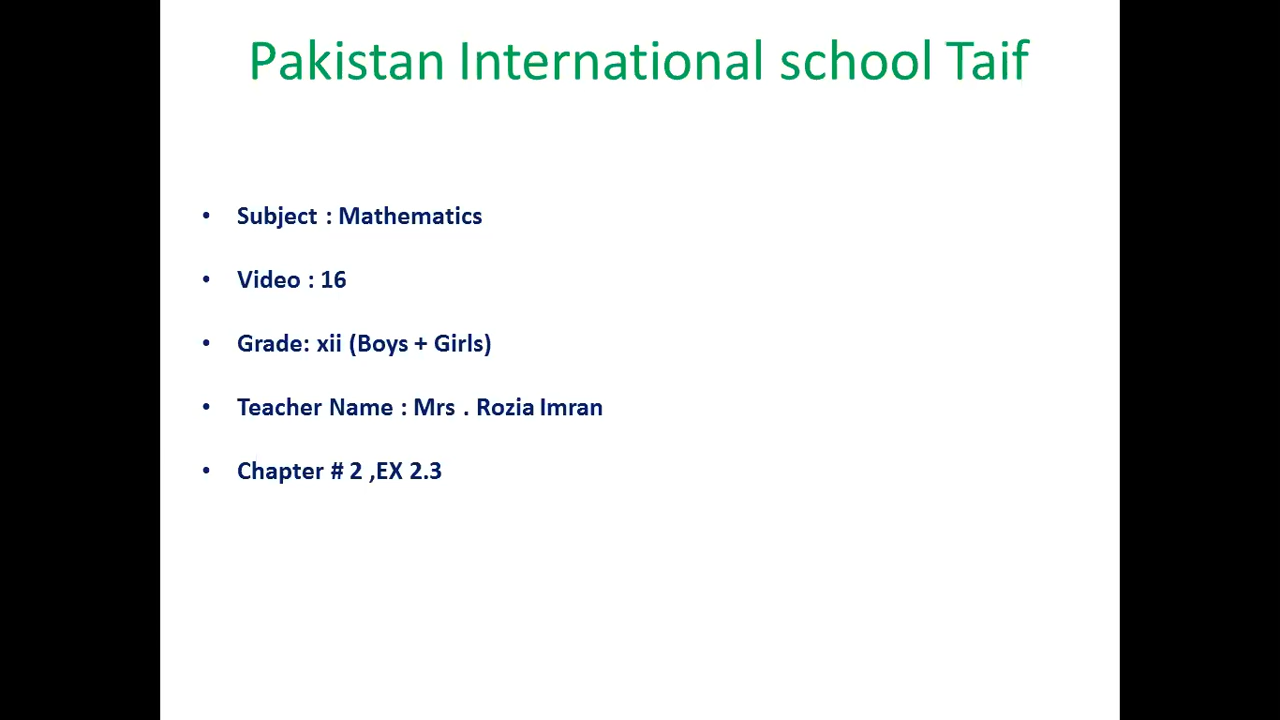 Pakistan International school Taif
• Subject : Mathematics
• Video : 16
• Grade: xii (Boys + Girls)
• Teacher Name : Mrs . Rozia Imran
• Chapter # 2 ,EX 2.3